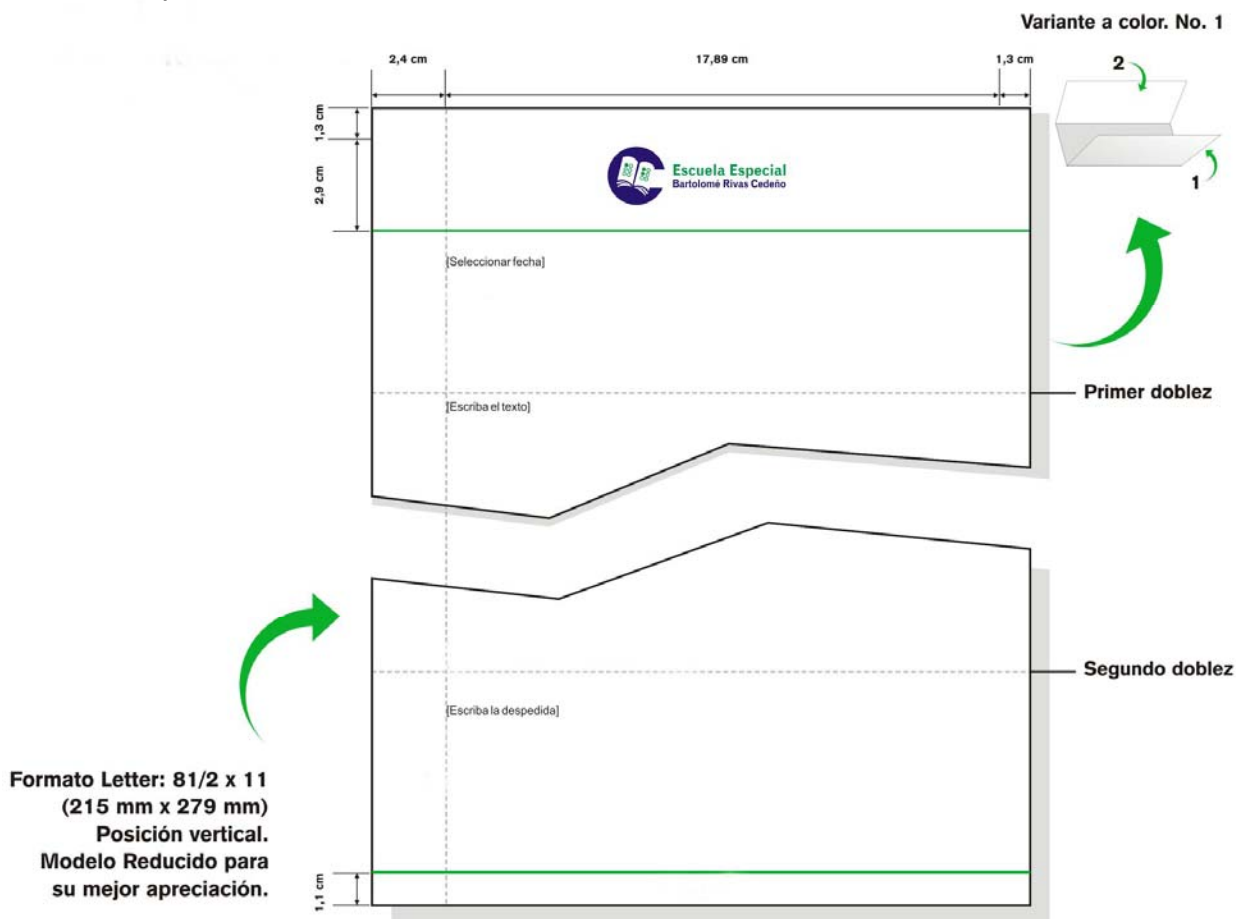 Variante a color. No. 1
2,4 cm
17,89 cm
1,3 cm
2
1
1,3 cm
2,9 cm
Escuela Especial
Bartolomé Rivas Cedeño
[Seleccionar fecha]
Primer doblez
[Escriba el texto]
Segundo doblez
[Escriba la despedida]
Formato Letter: 81/2 x 11
(215 mm x 279 mm)
Posición vertical.
Modelo Reducido para
su mejor apreciación.
1,1 cm